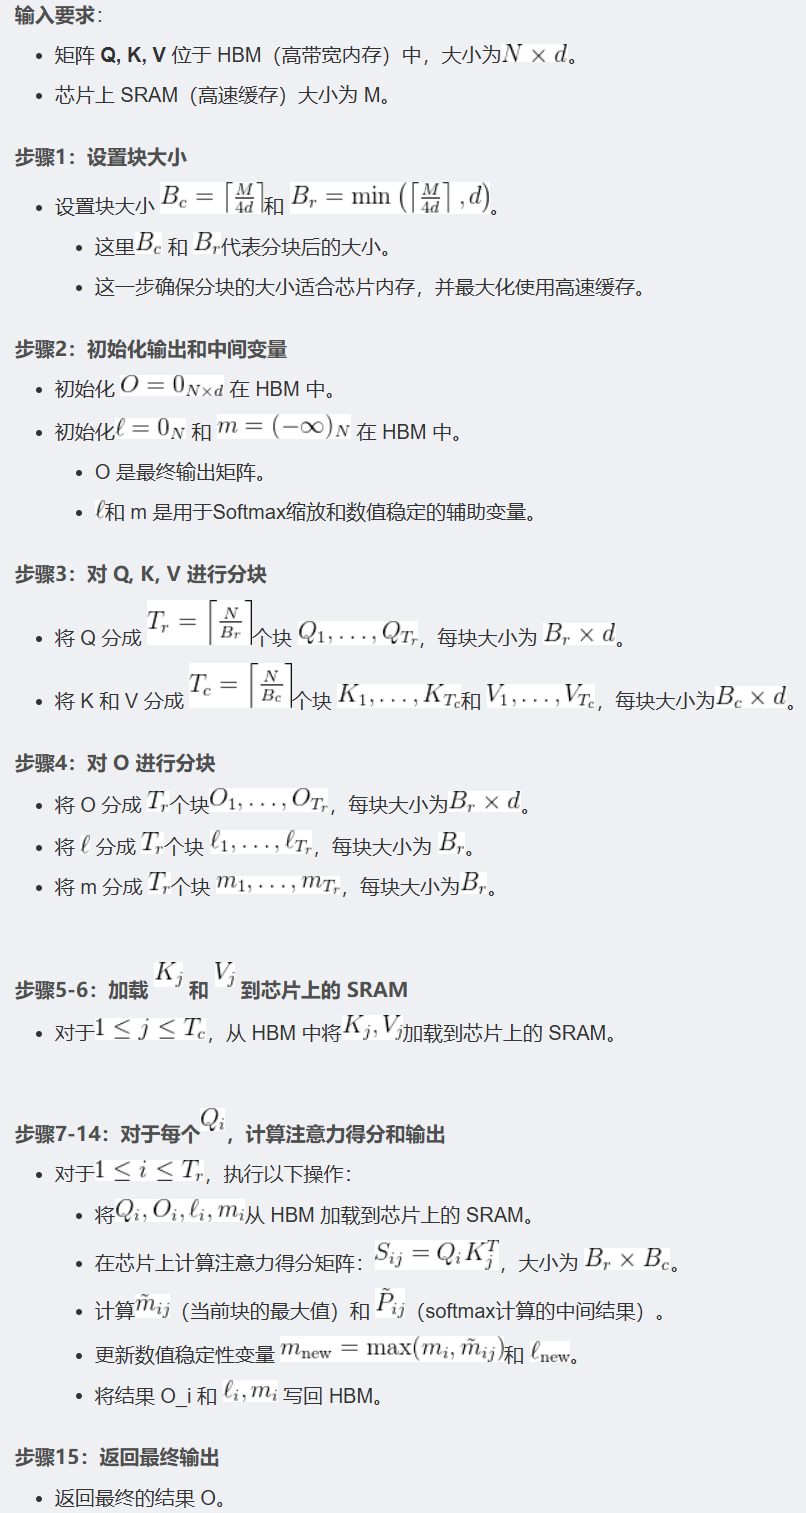 输入要求：
• 矩阵 Q, K, V 位于 HBM（高带宽内存）中，大小为$N \times d$。
• 芯片上 SRAM（高速缓存）大小为 M。
步骤1：设置块大小
• 设置块大小 $B_c = \lceil \frac{M}{4d} \rceil$和 $B_r = \min\left(\lceil \frac{M}{4d} \rceil, d\right)$。
• 这里$B_c$ 和 $B_r$代表分块后的大小。
• 这一步确保分块的大小适合芯片内存，并最大化使用高速缓存。
步骤2：初始化输出和中间变量
• 初始化 $O = 0_{N \times d}$ 在 HBM 中。
• 初始化$\ell = 0_N$ 和 $m = (-\infty)_N$ 在 HBM 中。
• O 是最终输出矩阵。
• $\ell$和 m 是用于Softmax缩放和数值稳定的辅助变量。
步骤3：对 Q, K, V 进行分块
• 将 Q 分成 $T_r = \left\lceil \frac{N}{B_r} \right\rceil$个块 $Q_1, \ldots, Q_{T_r}$，每块大小为 $B_r \times d$。
• 将 K 和 V 分成 $T_c = \left\lceil \frac{N}{B_c} \right\rceil$个块 $K_1, \ldots, K_{T_c}$和 $V_1, \ldots, V_{T_c}$，每块大小为$B_c \times d$。
步骤4：对 O 进行分块
• 将 O 分成 $T_r$个块$O_1, \ldots, O_{T_r}$，每块大小为$B_r \times d$。
• 将 $\ell$ 分成 $T_r$个块 $\ell_1, \ldots, \ell_{T_r}$，每块大小为 $B_r$。
• 将 m 分成 $T_r$个块 $m_1, \ldots, m_{T_r}$，每块大小为$B_r$。
步骤5-6：加载 $K_j$ 和 $V_j$ 到芯片上的 SRAM
• 对于$1 \leq j \leq T_c$，从 HBM 中将$K_j, V_j$加载到芯片上的 SRAM。
步骤7-14：对于每个$Q_i$，计算注意力得分和输出
• 对于$1 \leq i \leq T_r$，执行以下操作：
• 将$Q_i, O_i, \ell_i, m_i$从 HBM 加载到芯片上的 SRAM。
• 在芯片上计算注意力得分矩阵：$S_{ij} = Q_i K_j^T$，大小为 $B_r \times B_c$。
• 计算$\tilde{m}_{ij}$（当前块的最大值）和 $\tilde{P}_{ij}$（softmax计算的中间结果）。
• 更新数值稳定性变量 $m_{\text{new}} = \max(m_i, \tilde{m}_{ij})$和 $\ell_{\text{new}}$。
• 将结果 O_i 和 $\ell_i, m_i$ 写回 HBM。
步骤15：返回最终输出
• 返回最终的结果 O。